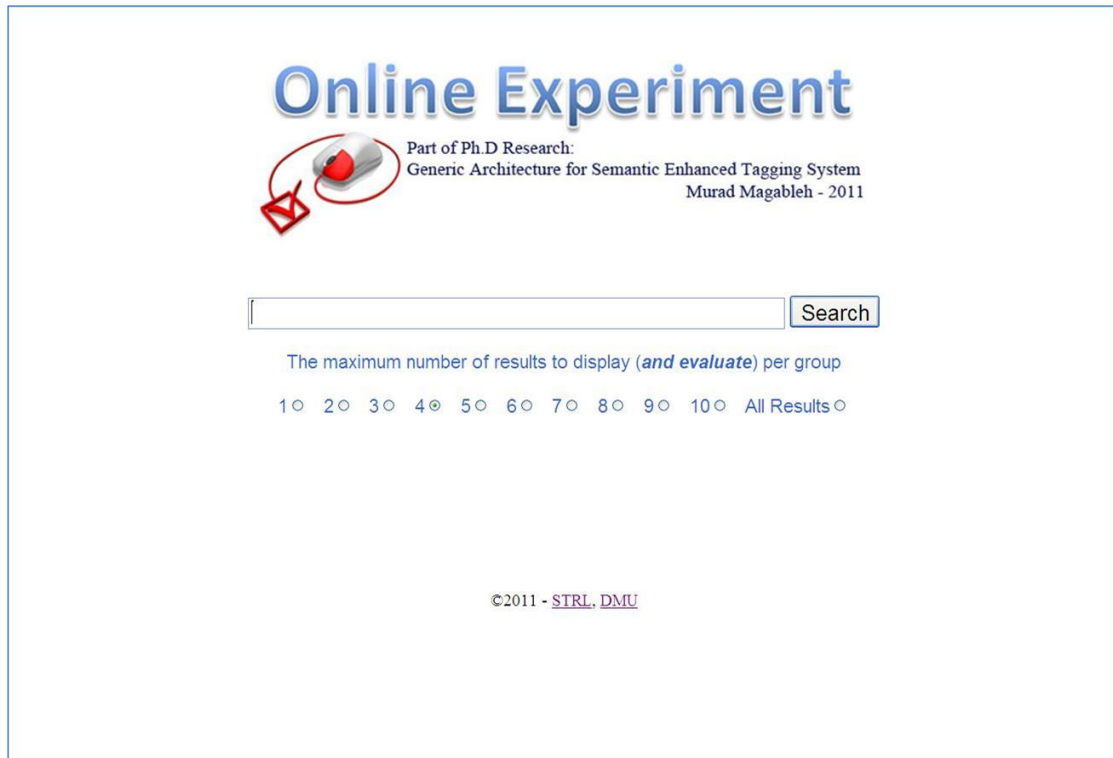 Online Experiment
Part of Ph.D Research:
Generic Architecture for Semantic Enhanced Tagging System
Murad Magableh - 2011
Search
The maximum number of results to display (and evaluate) per group
1 2 3 4 5 6 7 8 9 10 All Results
©2011 - STRL, DMU